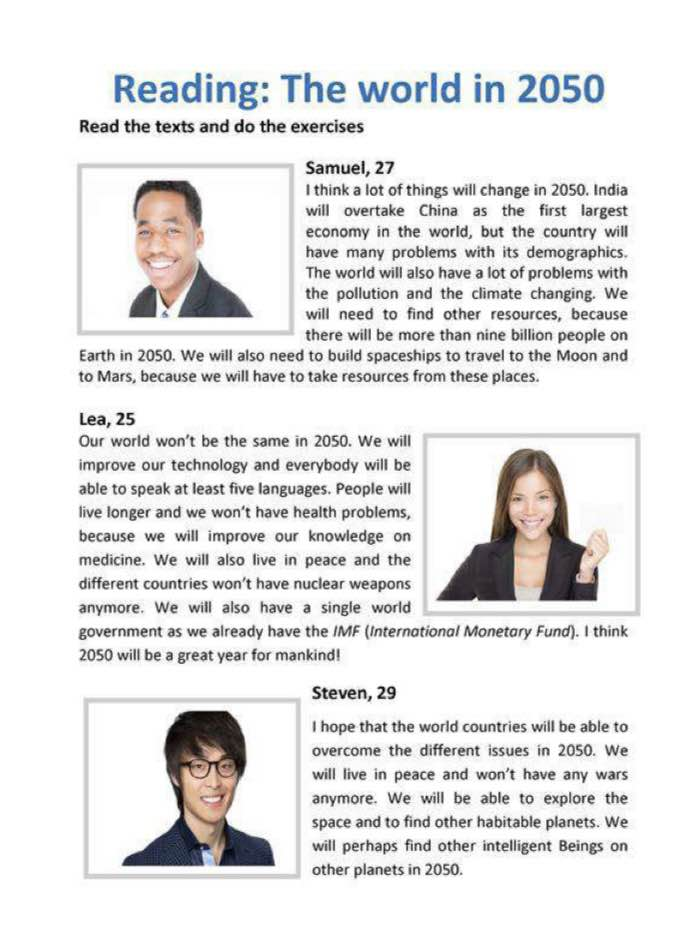 Reading: The world in 2050
Read the texts and do the exercises
Samuel, 27
I think a lot of things will change in 2050. India
will overtake China as the first largest
economy in the world, but the country will
have many problems with its demographics.
The world will also have a lot of problems with
the pollution and the climate changing. We
will need to find other resources, because
there will be more than nine billion people on
Earth in 2050. We will also need to build spaceships to travel to the Moon and
to Mars, because we will have to take resources from these places.
Lea, 25
Our world won't be the same in 2050. We will
improve our technology and everybody will be
able to speak at least five languages. People will
live longer and we won't have health problems,
because we will improve our knowledge on
medicine. We will also live in peace and the
different countries won't have nuclear weapons
anymore. We will also have a single world
government as we already have the IMF (International Monetary Fund). I think
2050 will be a great year for mankind!
Steven, 29
I hope that the world countries will be able to
overcome the different issues in 2050. We
will live in peace and won't have any wars
anymore. We will be able to explore the
space and to find other habitable planets. We
will perhaps find other intelligent Beings on
other planets in 2050.